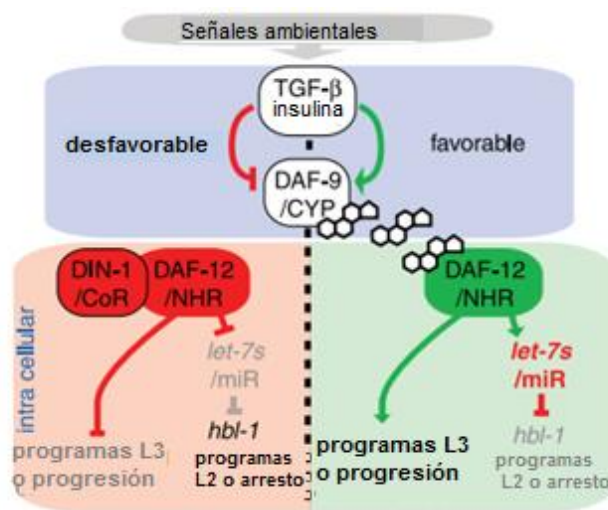 Señales ambientales
TGF-β
insulina
desfavorable
favorable
DAF-9
/CYP
DIN-1
/CoR
DAF-12
/NHR
DAF-12
/NHR
intra cellular
let-7s
/miR
hbl-1
programas L3
o progresión
programas
L2 o arresto
let-7s
/miR
hbl-1
programas L3
o progresión
programas
L2 o arresto